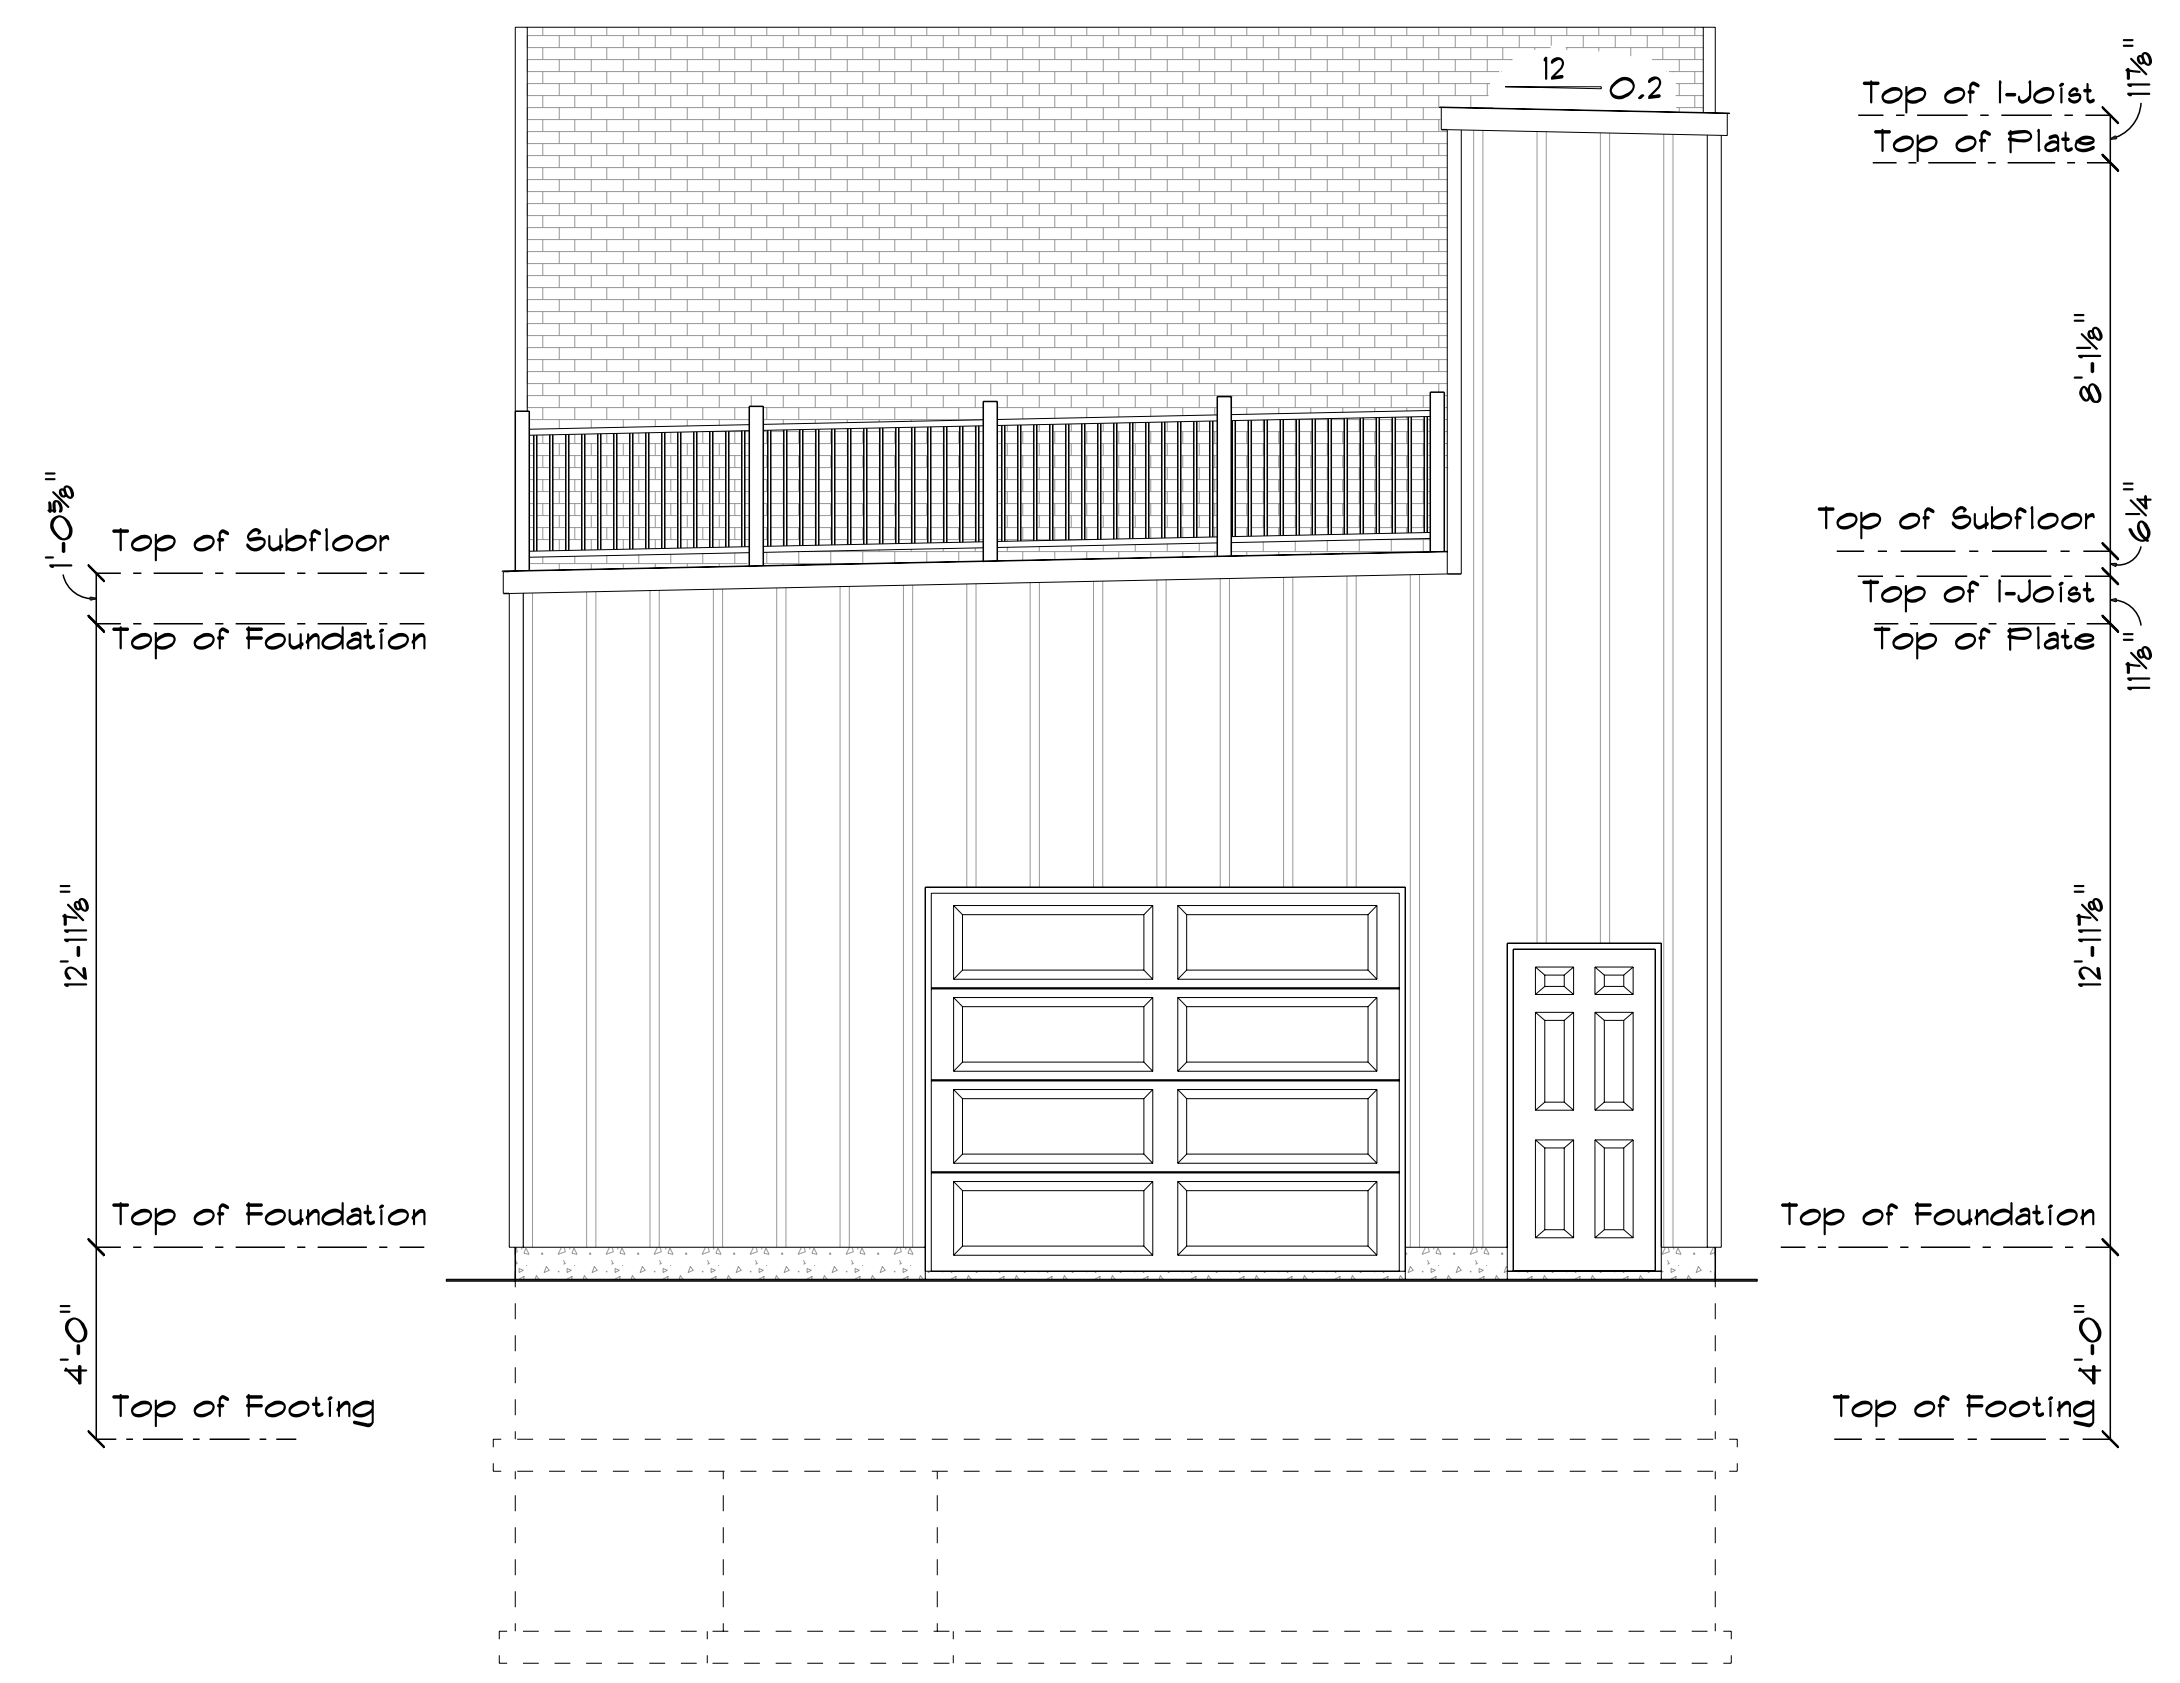 12
0.2
Top of I-Joist
11⅞"
Top of Plate
8'-1⅛"
1'-0⅝"
Top of Subfloor
Top of Subfloor
6¼"
Top of I-Joist
Top of Foundation
Top of Plate
11⅞"
12'-11⅞"
12'-11⅞"
Top of Foundation
Top of Foundation
4'-0"
4'-0"
Top of Footing
Top of Footing